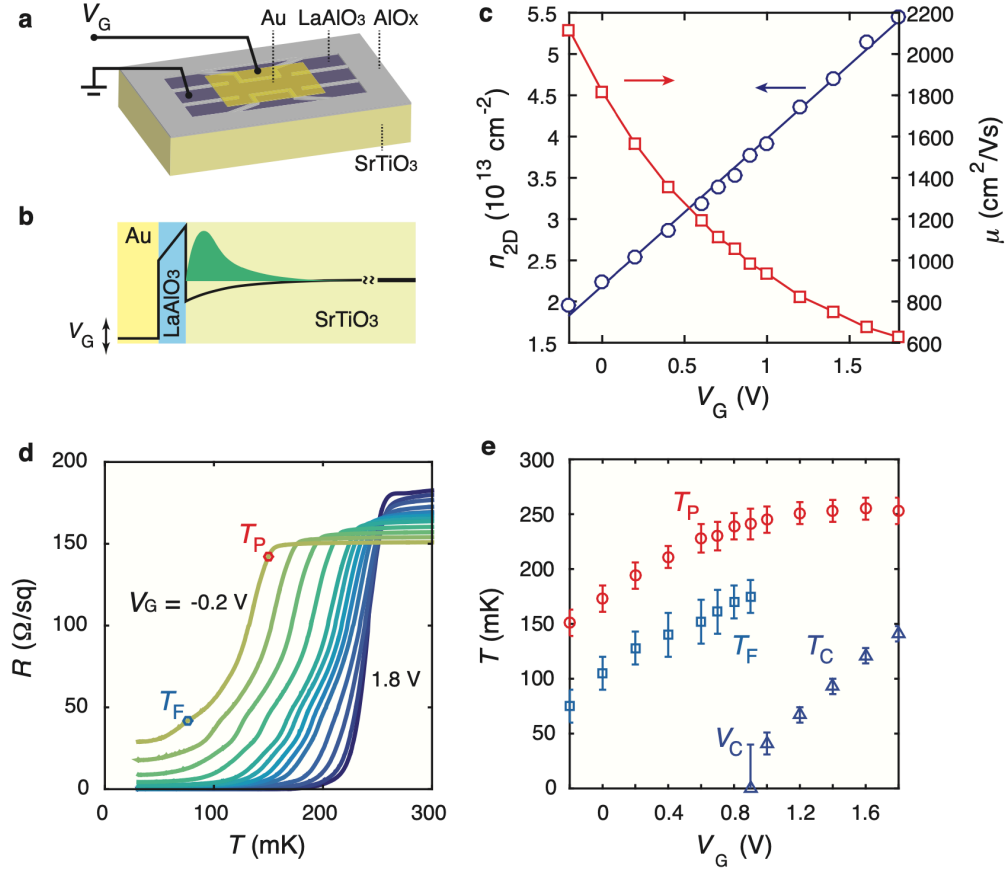 a
V_G
Au LaAlO₃ AlOx
SrTiO₃
b
Au
LaAlO₃
V_G
SrTiO₃
c
5.5
5
4.5
4
3.5
3
2.5
2
1.5
n_2D (10^13 cm^-2)
2200
2000
1800
1600
1400
1200
1000
800
600
μ (cm²/Vs)
0 0.5 1 1.5
V_G (V)
d
200
150
100
50
0
R (Ω/sq)
T_P
V_G = -0.2 V
T_F
1.8 V
0 100 200 300
T (mK)
e
300
250
200
150
100
50
0
T (mK)
T_P
T_F
T_C
V_C
0 0.4 0.8 1.2 1.6
V_G (V)